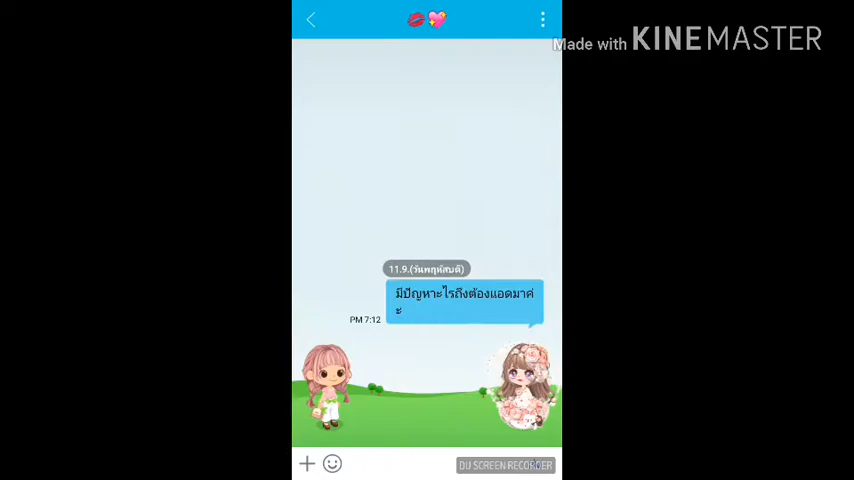 💋💖
Made with KINEMASTER
11.9.(วันพฤหัสบดี)
มีปัญหาะไรถึงต้องแอดมาค่
ะ
PM 7:12
DU SCREEN RECORDER